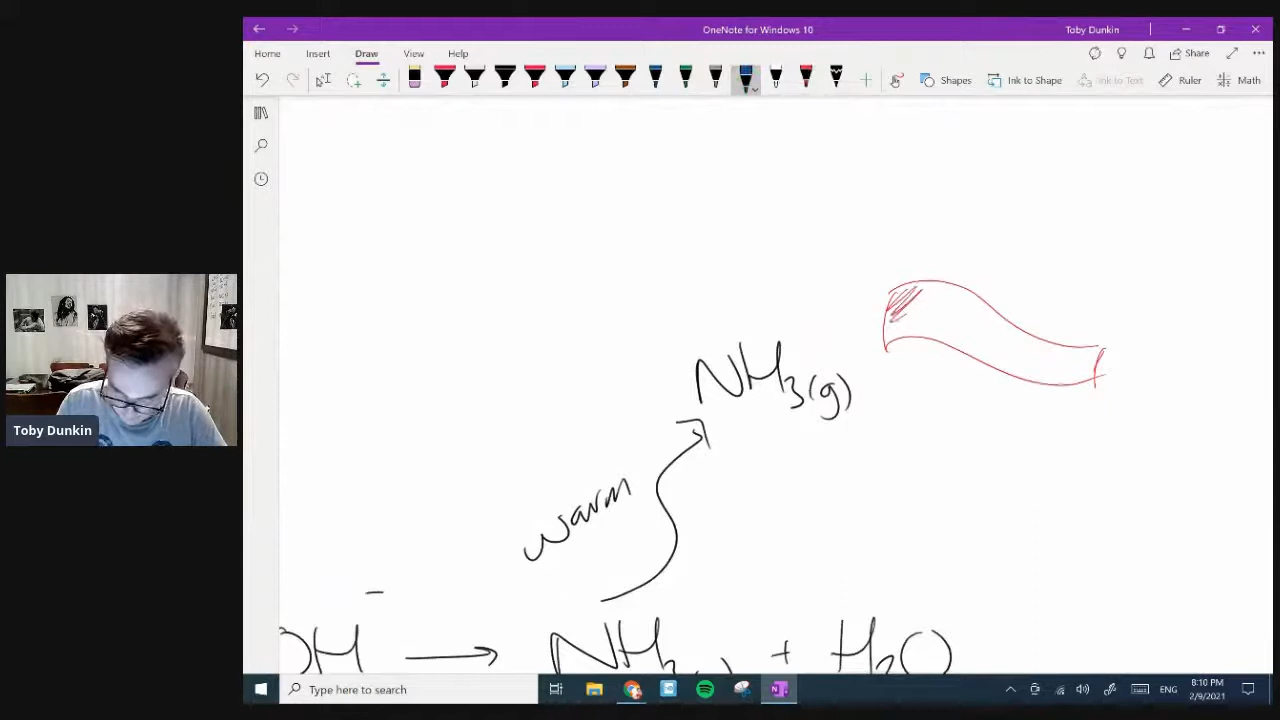 OneNote for Windows 10
Toby Dunkin
Home Insert Draw View Help
Share
Shapes Ink to Shape Ink to Text Ruler Math
NH3(g)
warm
OH⁻ → NH3 + H2O
Toby Dunkin
Type here to search
ENG
8:10 PM
2/9/2021